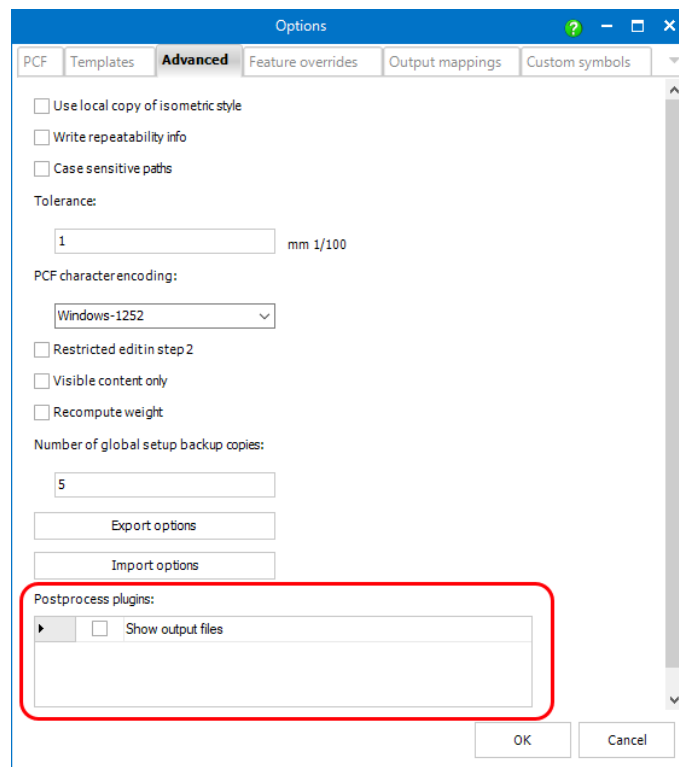 Options
PCF Templates Advanced Feature overrides Output mappings Custom symbols
Use local copy of isometric style
Write repeatability info
Case sensitive paths
Tolerance:
1 mm 1/100
PCF character encoding:
Windows-1252
Restricted edit in step 2
Visible content only
Recompute weight
Number of global setup backup copies:
5
Export options
Import options
Postprocess plugins:
Show output files
OK Cancel